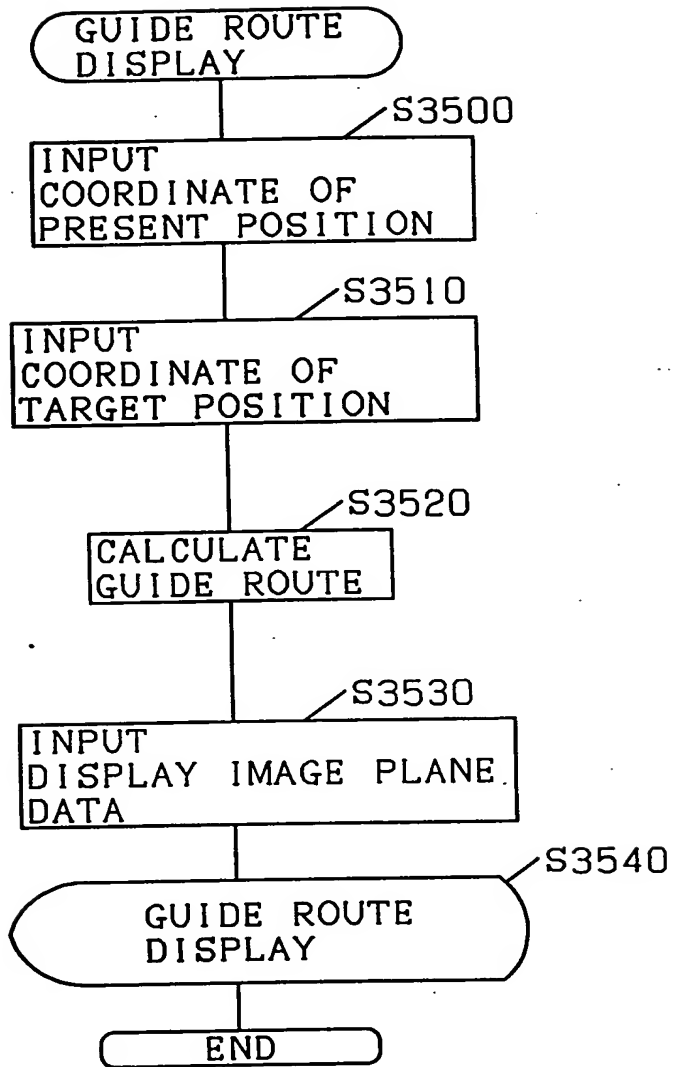 GUIDE ROUTE
DISPLAY
S3500
INPUT
COORDINATE OF
PRESENT POSITION
S3510
INPUT
COORDINATE OF
TARGET POSITION
S3520
CALCULATE
GUIDE ROUTE
S3530
INPUT
DISPLAY IMAGE PLANE
DATA
S3540
GUIDE ROUTE
DISPLAY
END